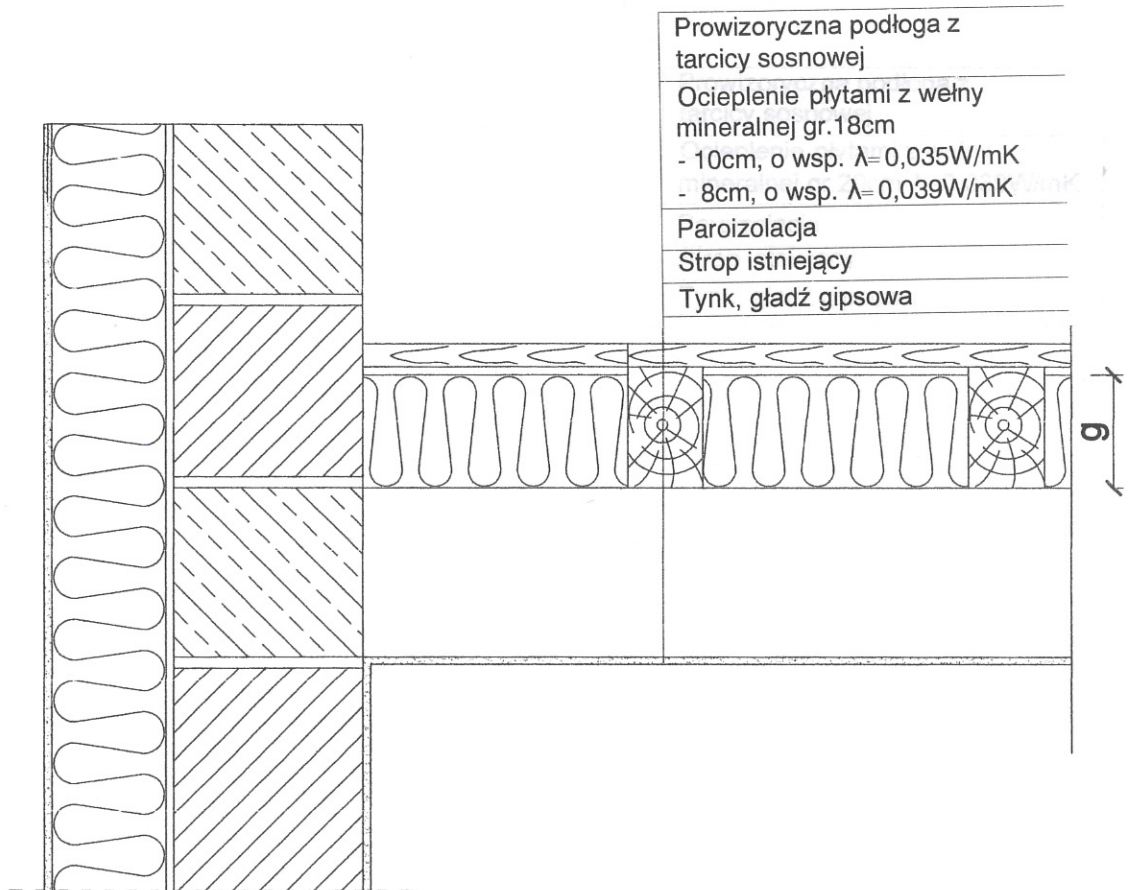 Prowizoryczna podłoga z
tarcicy sosnowej
Ocieplenie płytami z wełny
mineralnej gr.18cm
- 10cm, o wsp. λ=0,035W/mK
- 8cm, o wsp. λ=0,039W/mK
Paroizolacja
Strop istniejący
Tynk, gładź gipsowa
g